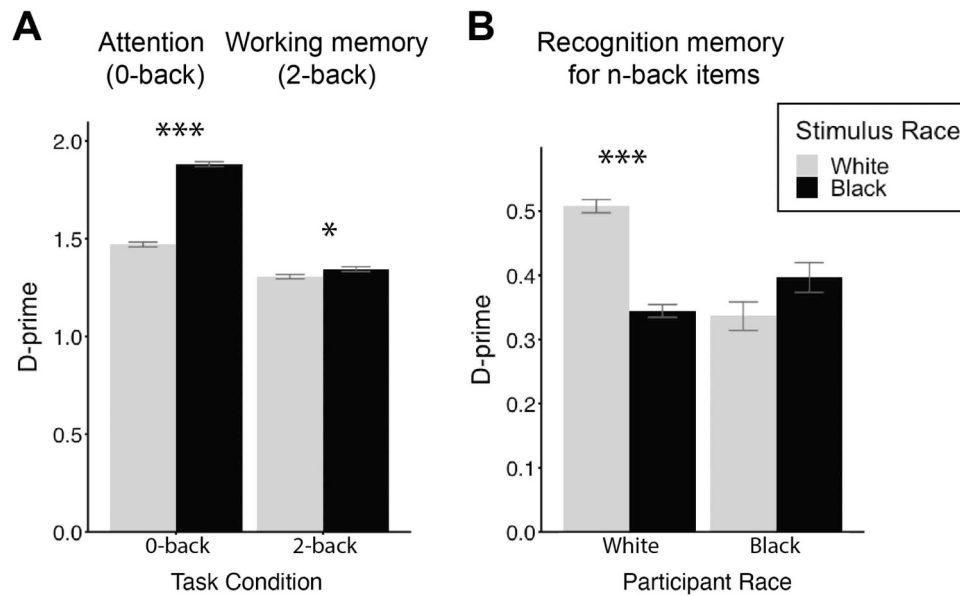 A
Attention
(0-back)
Working memory
(2-back)
D-prime
2.0
1.5
1.0
0.5
0.0
***
*
0-back
2-back
Task Condition
B
Recognition memory
for n-back items
D-prime
0.5
0.4
0.3
0.2
0.1
0.0
***
White
Black
Participant Race
Stimulus Race
White
Black